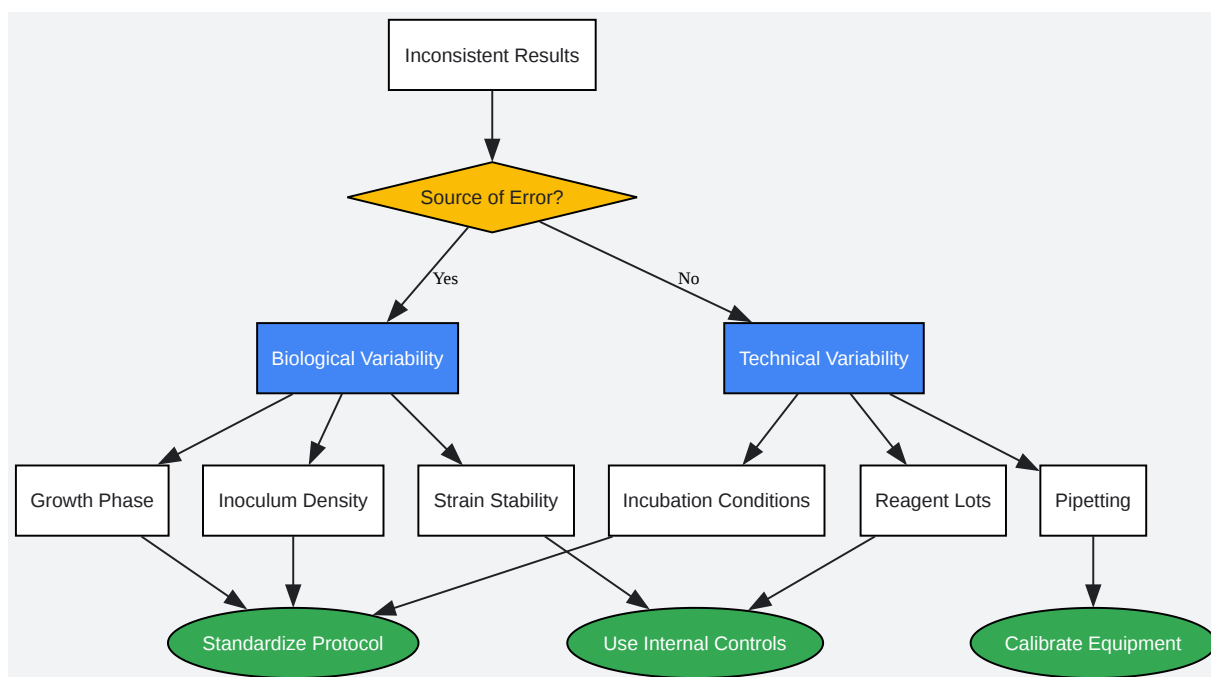 Inconsistent Results
Source of Error?
Yes
No
Biological Variability
Technical Variability
Growth Phase
Inoculum Density
Strain Stability
Incubation Conditions
Reagent Lots
Pipetting
Standardize Protocol
Use Internal Controls
Calibrate Equipment